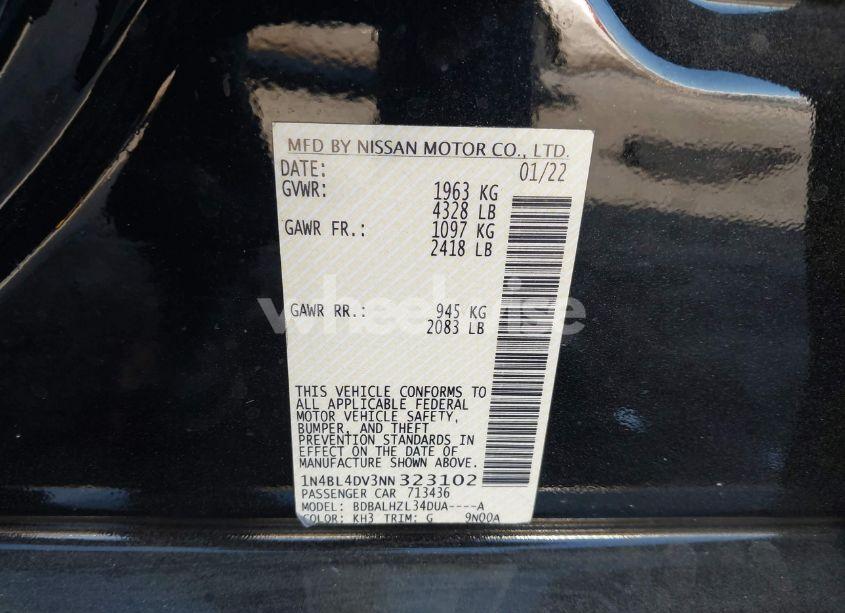 MFD BY NISSAN MOTOR CO., LTD.
DATE: 01/22
GVWR: 1963 KG
4328 LB
GAWR FR.: 1097 KG
2418 LB
GAWR RR.: 945 KG
2083 LB
THIS VEHICLE CONFORMS TO
ALL APPLICABLE FEDERAL
MOTOR VEHICLE SAFETY,
BUMPER, AND THEFT
PREVENTION STANDARDS IN
EFFECT ON THE DATE OF
MANUFACTURE SHOWN ABOVE.
1N4BL4DV3NN323102
PASSENGER CAR 713436
MODEL: BDBALHZL34DUA----A
COLOR: KH3 TRIM: G 9N00A